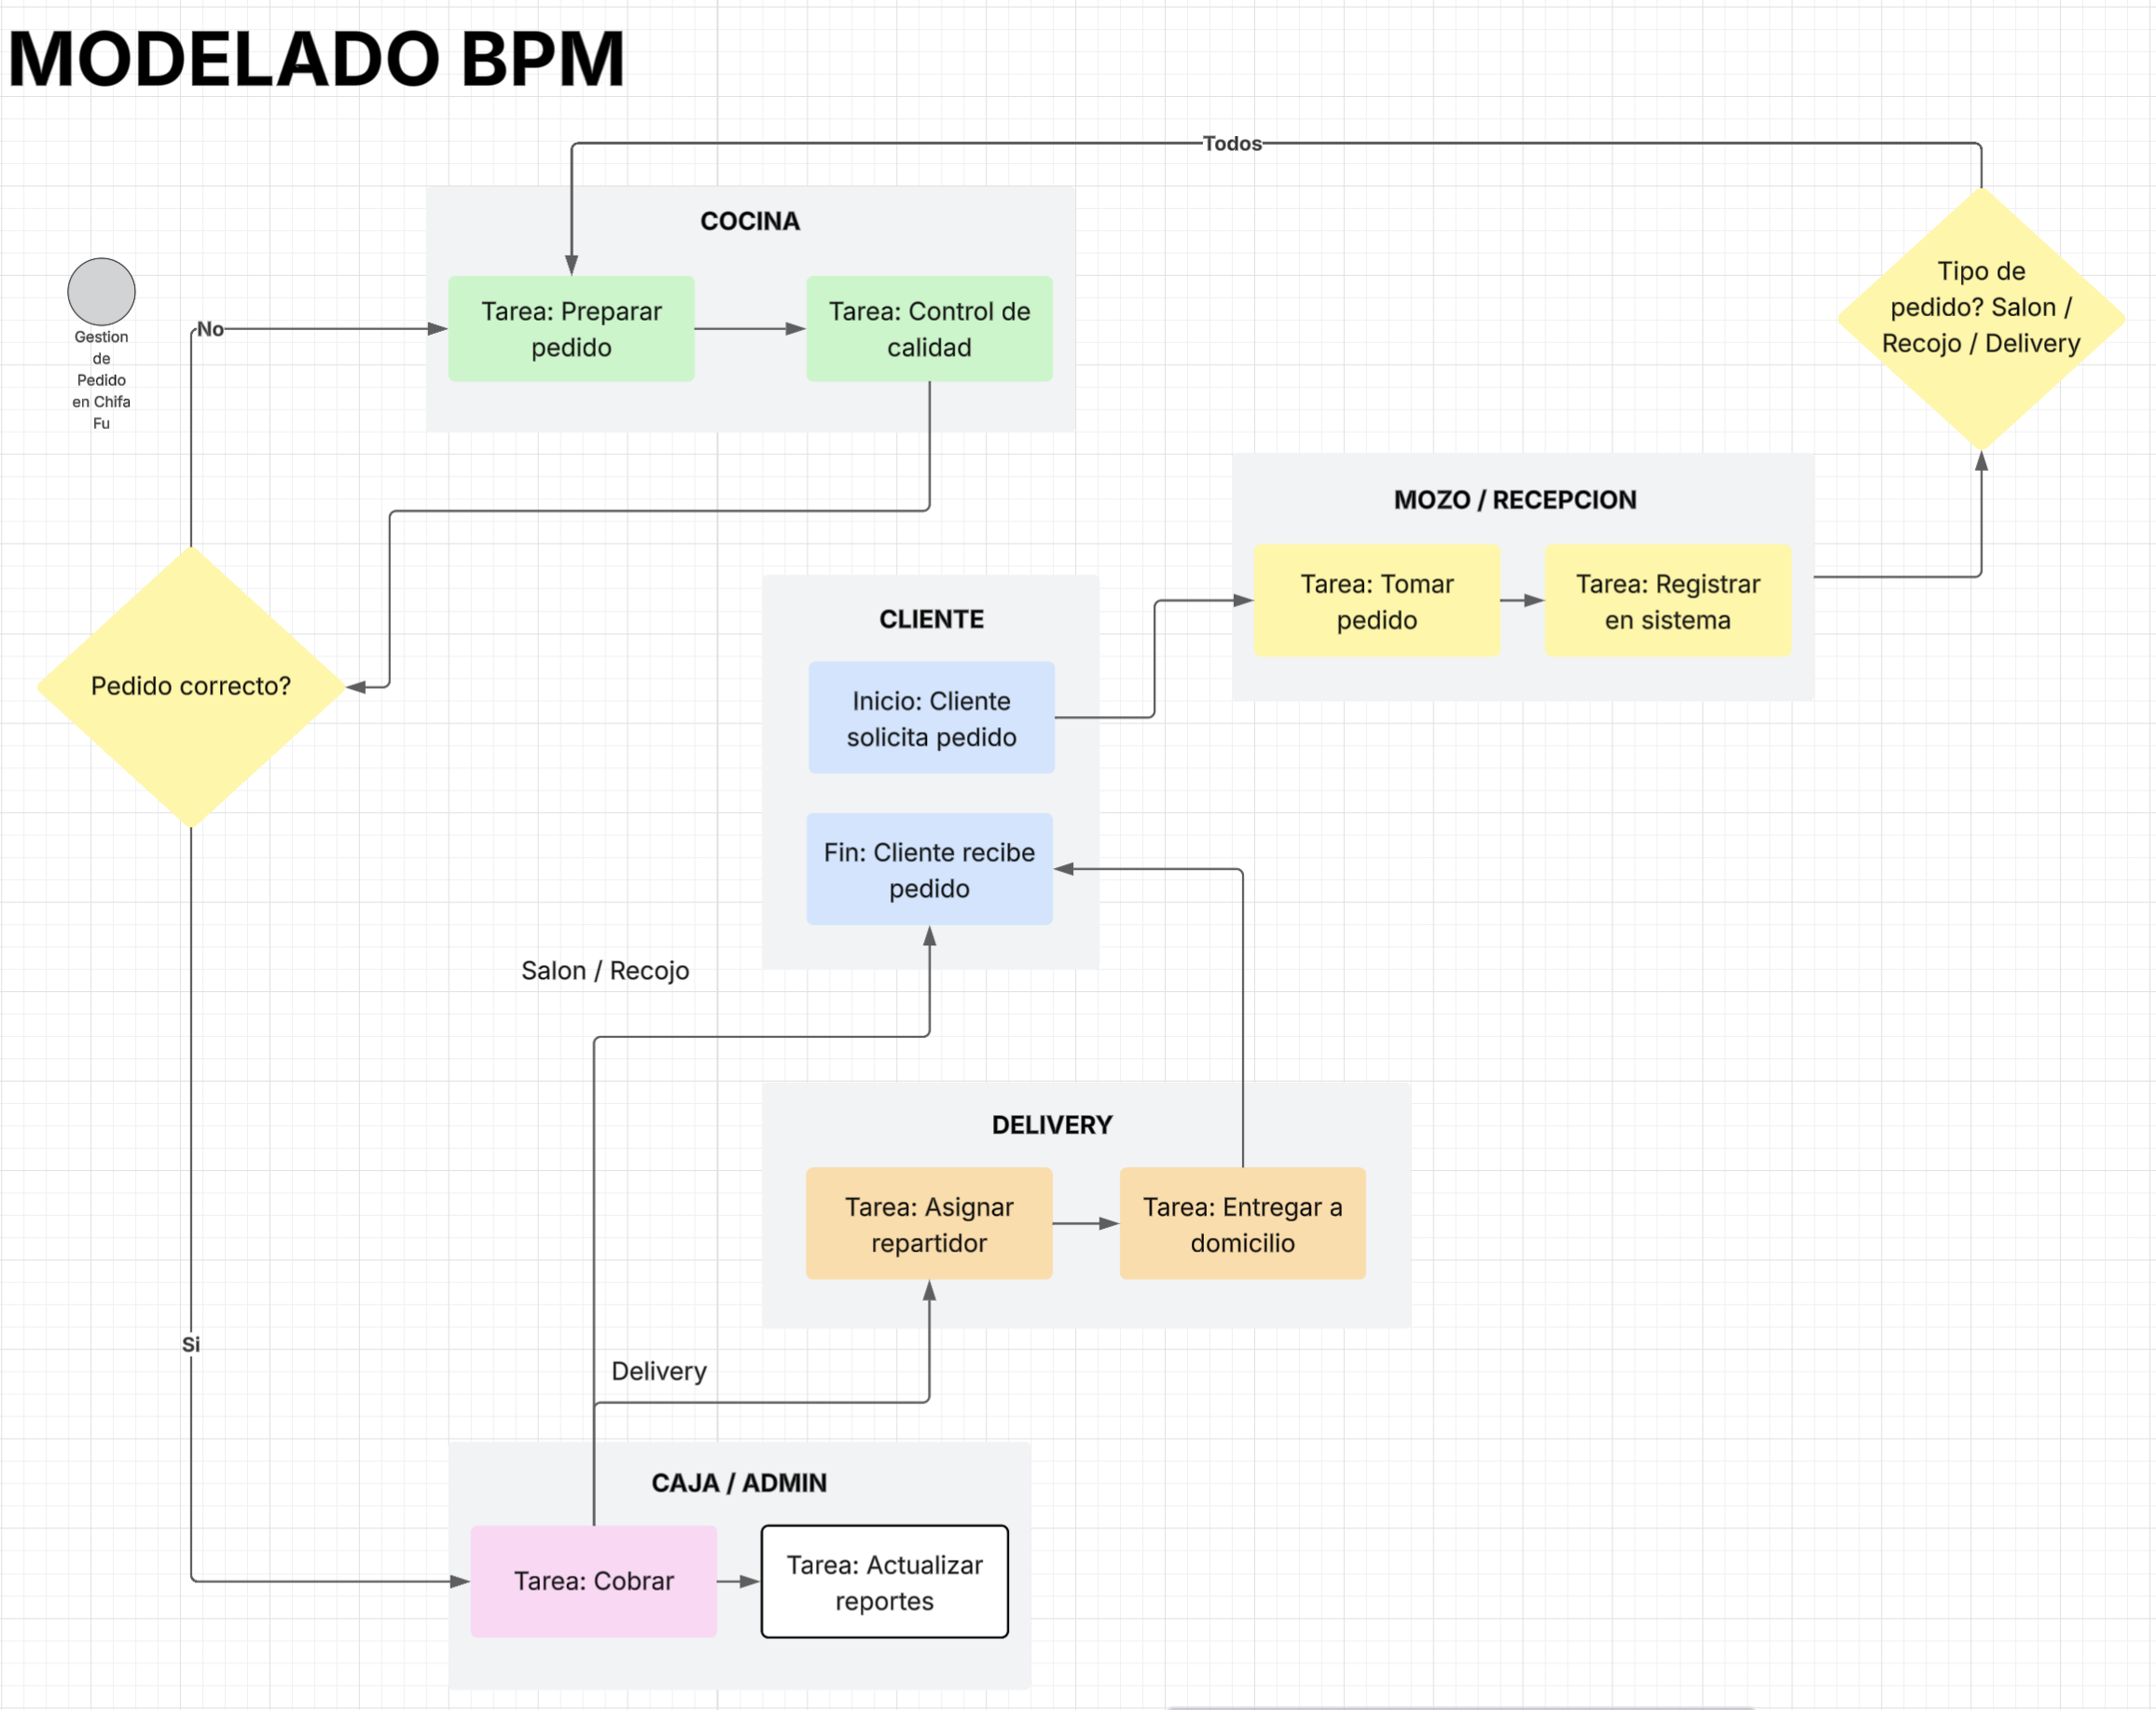 MODELADO BPM
Todos
COCINA
Tarea: Preparar
pedido
Tarea: Control de
calidad
Gestion
de
Pedido
en Chifa
Fu
No
Tipo de
pedido? Salon /
Recojo / Delivery
MOZO / RECEPCION
Tarea: Tomar
pedido
Tarea: Registrar
en sistema
Pedido correcto?
CLIENTE
Inicio: Cliente
solicita pedido
Fin: Cliente recibe
pedido
Salon / Recojo
DELIVERY
Tarea: Asignar
repartidor
Tarea: Entregar a
domicilio
Si
Delivery
CAJA / ADMIN
Tarea: Cobrar
Tarea: Actualizar
reportes